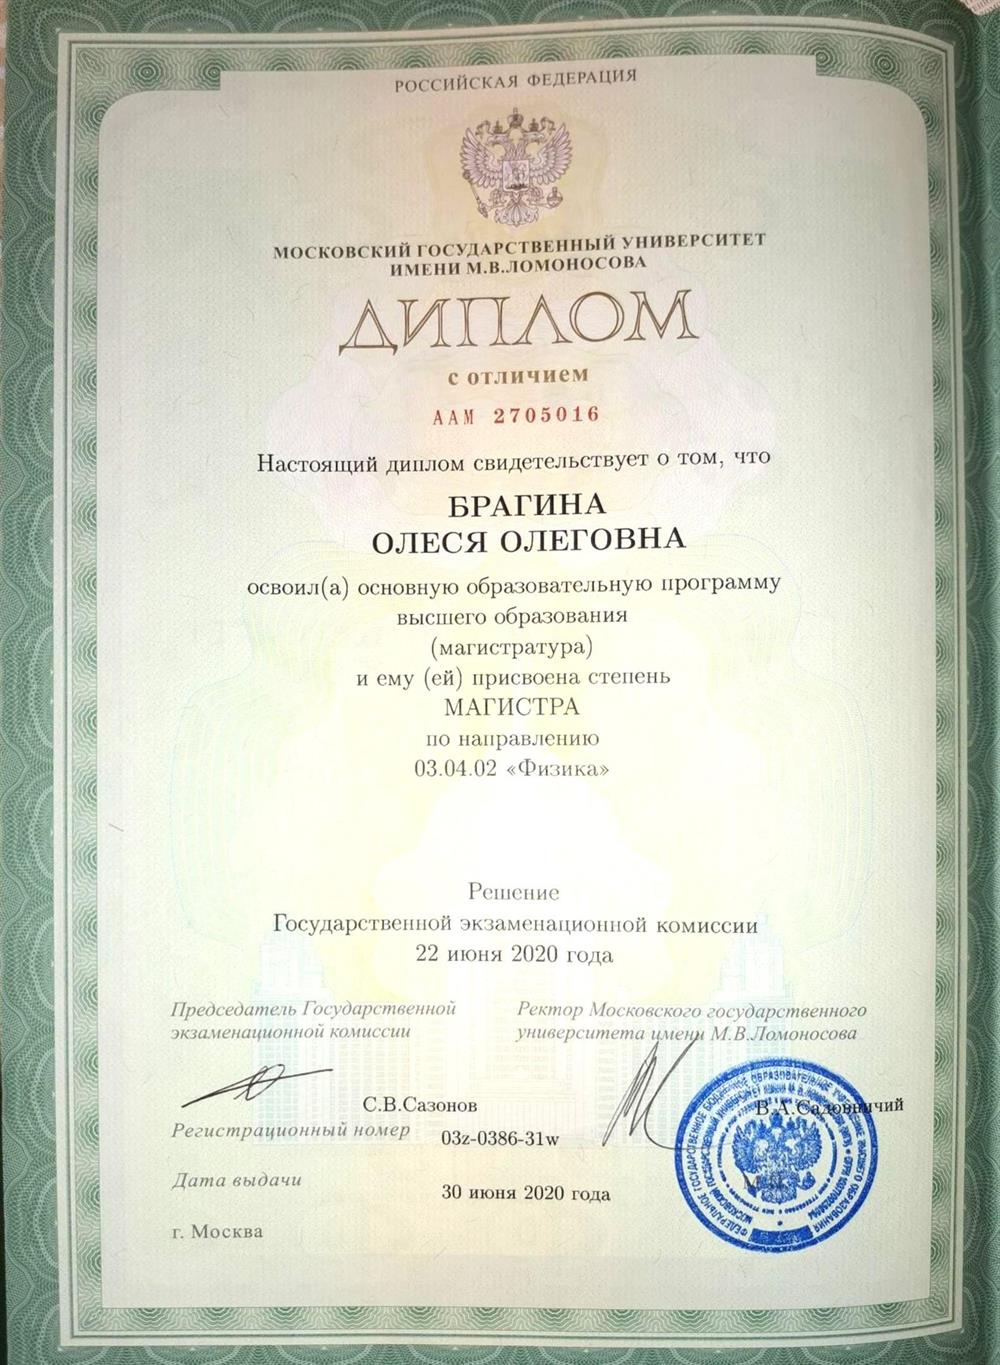 РОССИЙСКАЯ ФЕДЕРАЦИЯ
МОСКОВСКИЙ ГОСУДАРСТВЕННЫЙ УНИВЕРСИТЕТ
ИМЕНИ М.В.ЛОМОНОСОВА
ДИПЛОМ
с отличием
ААМ 2705016
Настоящий диплом свидетельствует о том, что
БРАГИНА
ОЛЕСЯ ОЛЕГОВНА
освоил(а) основную образовательную программу
высшего образования
(магистратура)
и ему (ей) присвоена степень
МАГИСТРА
по направлению
03.04.02 «Физика»
Решение
Государственной экзаменационной комиссии
22 июня 2020 года
Председатель Государственной
экзаменационной комиссии
Ректор Московского государственного
университета имени М.В.Ломоносова
С.В.Сазонов
В.А.Садовничий
Регистрационный номер 03z-0386-31w
М.П.
Дата выдачи 30 июня 2020 года
г. Москва